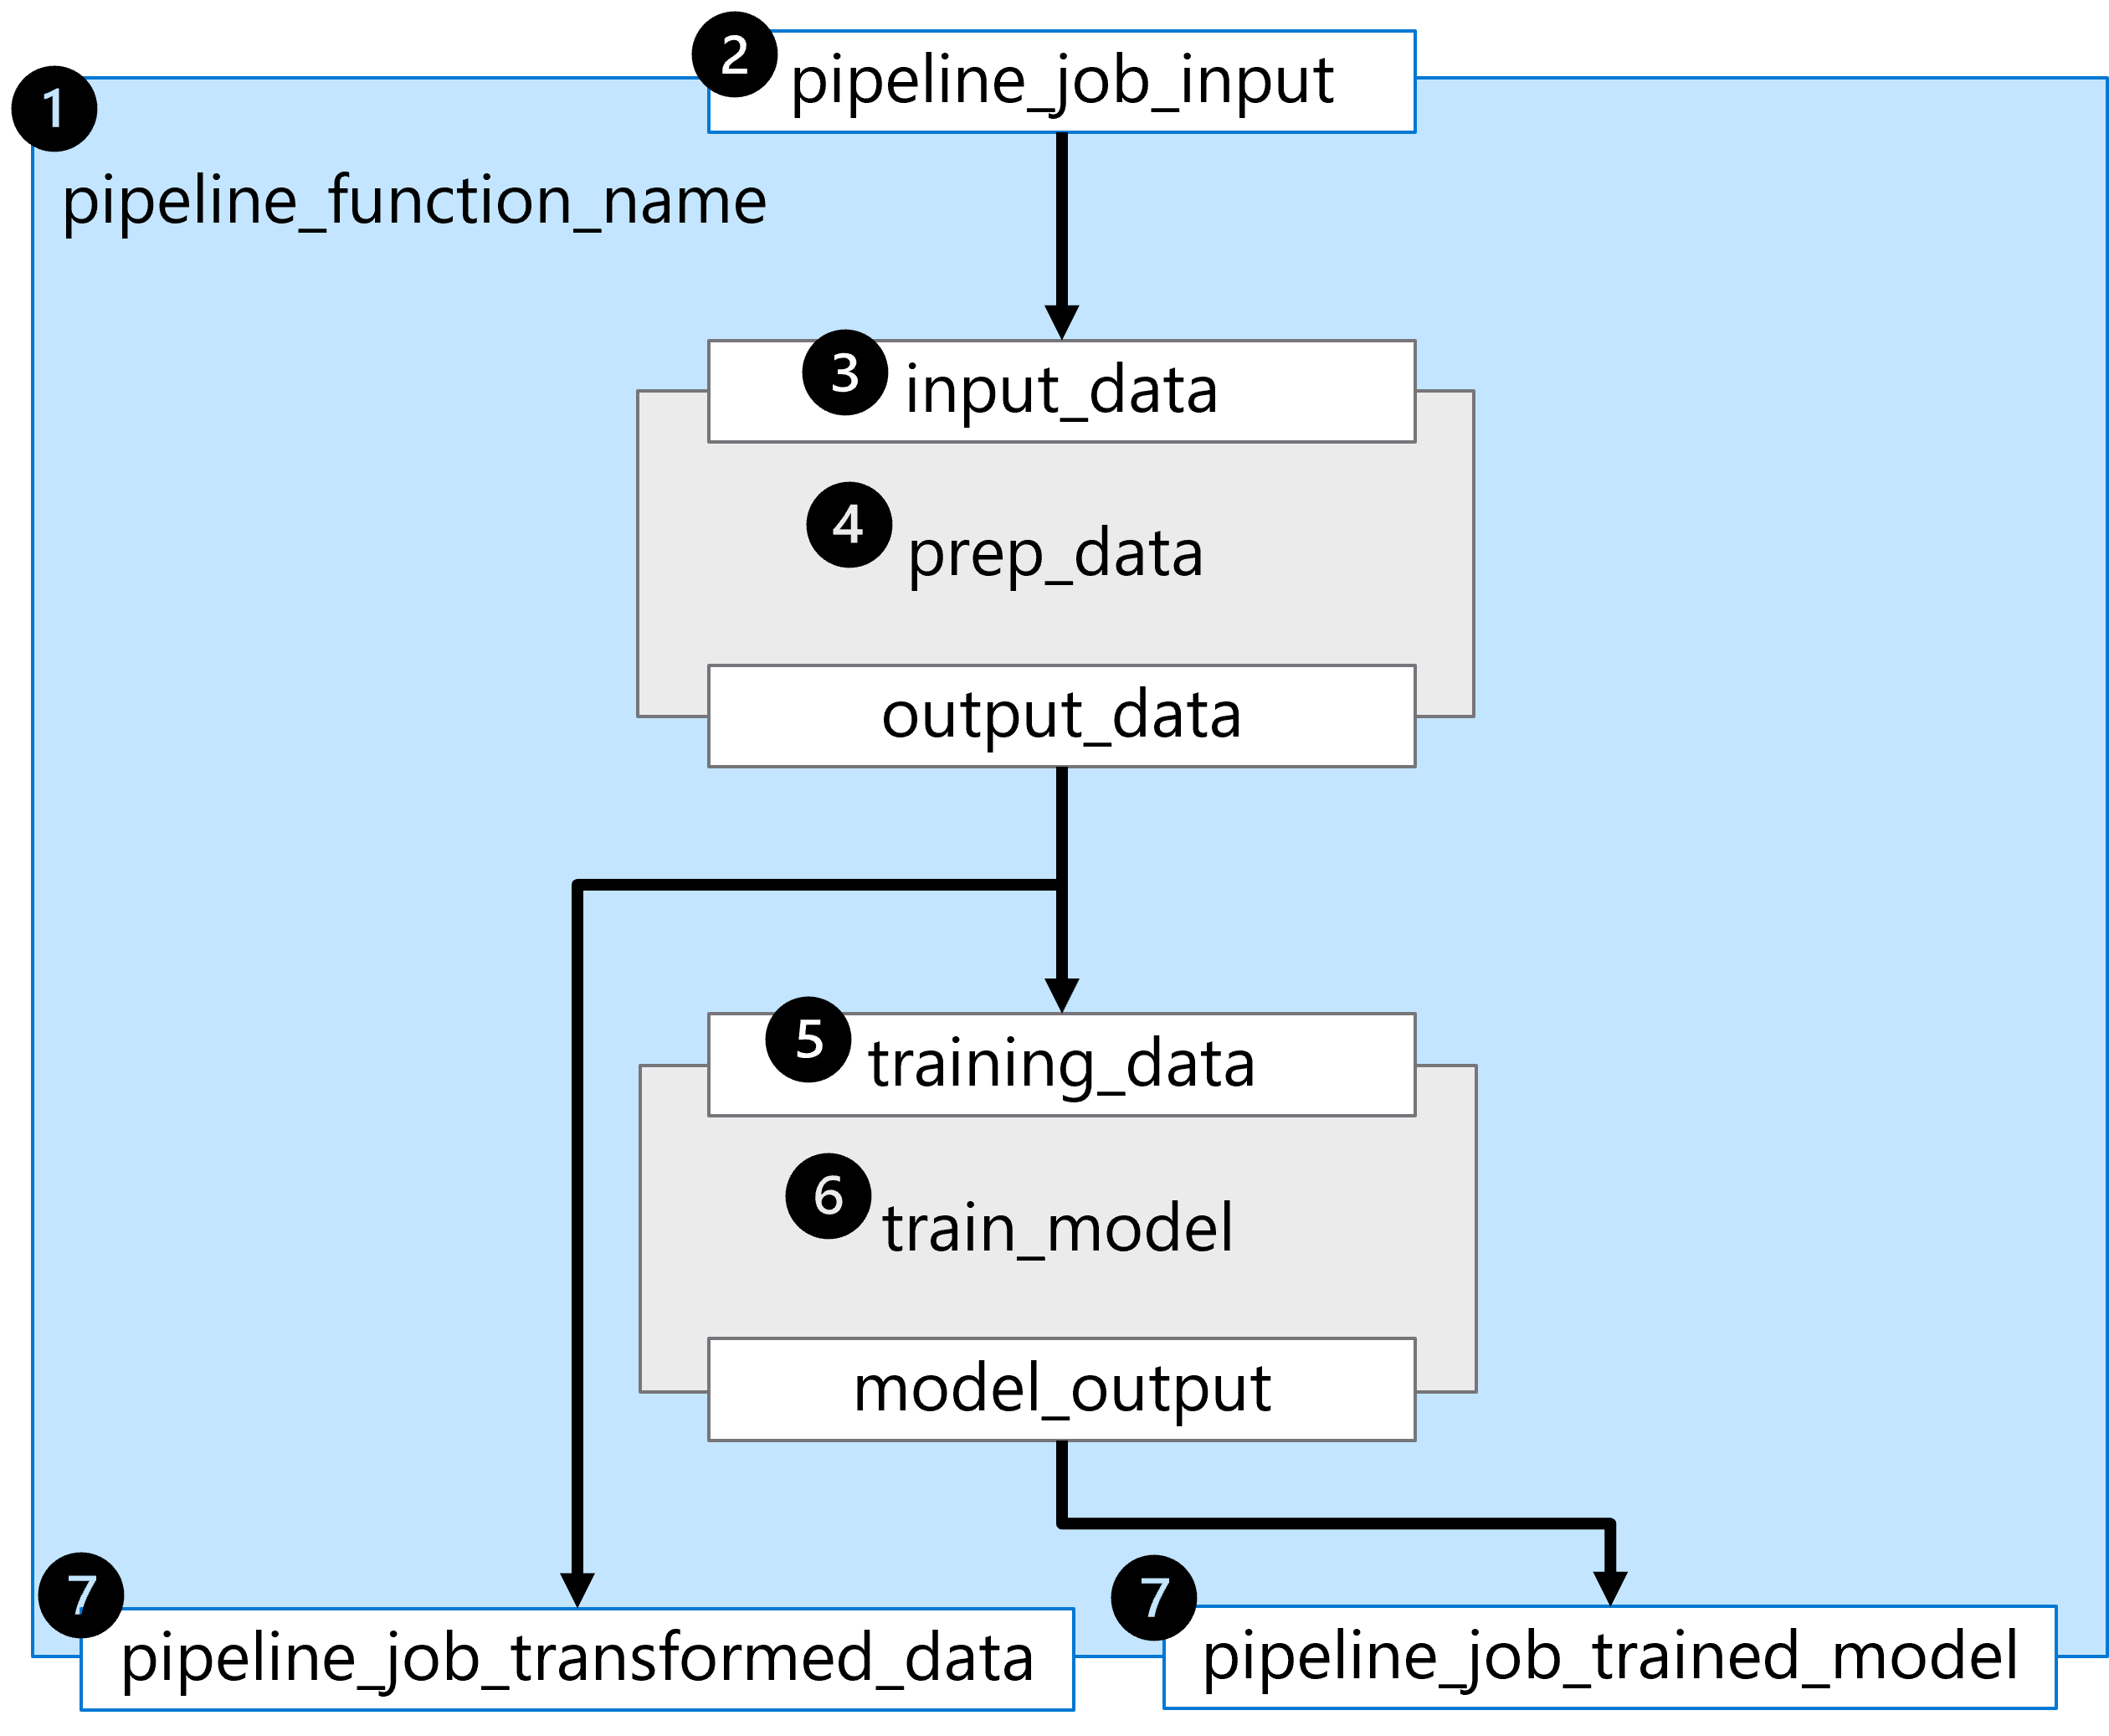 2
pipeline_job_input
1
pipeline_function_name
3
input_data
4
prep_data
output_data
5
training_data
6
train_model
model_output
7
pipeline_job_transformed_data
7
pipeline_job_trained_model